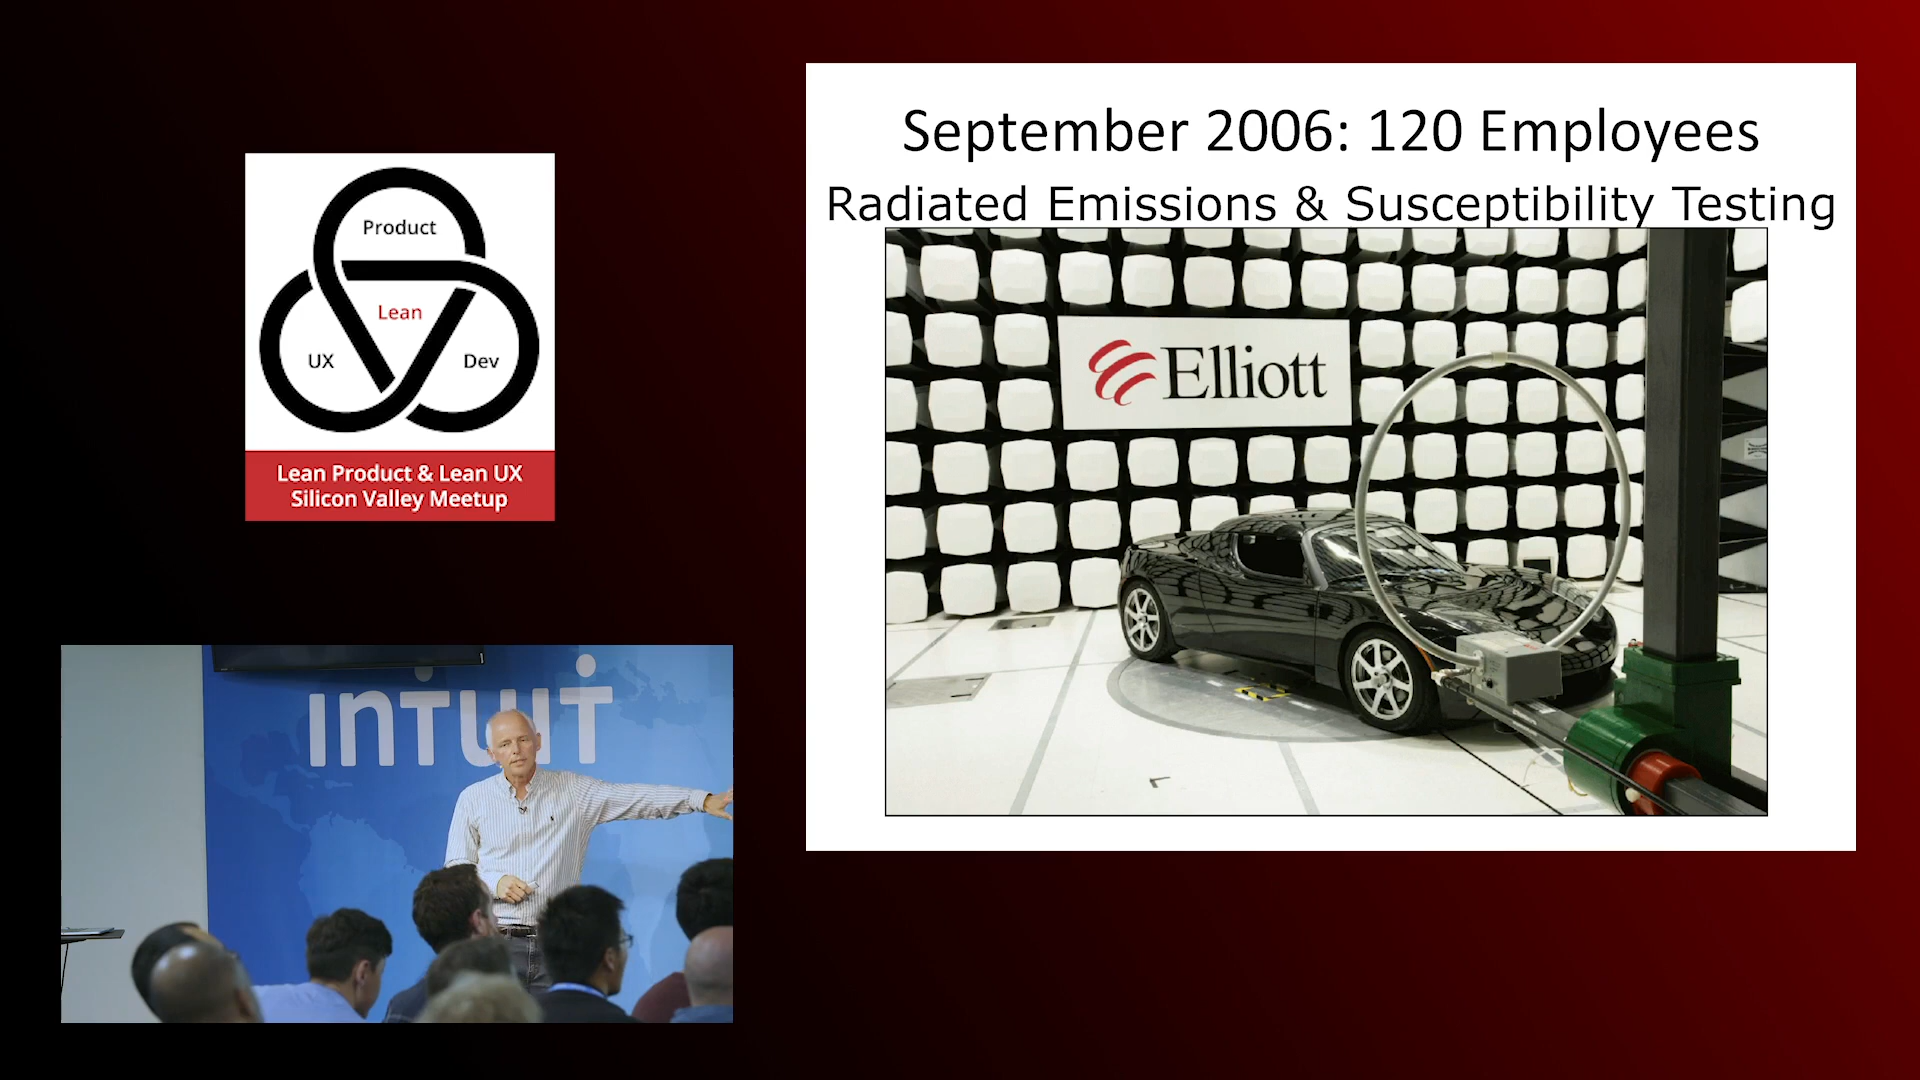 Product
Lean
UX
Dev
Lean Product & Lean UX
Silicon Valley Meetup
September 2006: 120 Employees
Radiated Emissions & Susceptibility Testing
Elliott
INTUIT